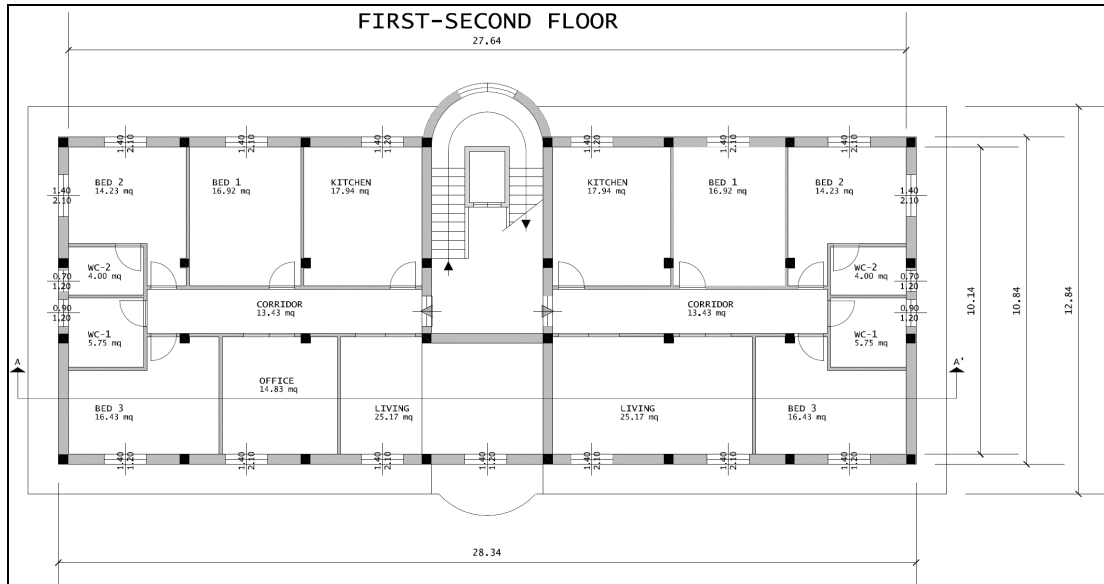 FIRST-SECOND FLOOR
27.64
1.40
2.10
1.40
2.10
1.40
2.10
1.40
2.10
1.40
2.10
1.40
2.10
BED 2
14.23 mq
BED 1
16.92 mq
KITCHEN
17.94 mq
KITCHEN
17.94 mq
BED 1
16.92 mq
BED 2
14.23 mq
1.40
2.10
1.40
2.10
WC-2
4.00 mq
WC-2
4.00 mq
0.70
1.20
0.70
1.20
CORRIDOR
13.43 mq
CORRIDOR
13.43 mq
0.90
1.20
0.90
1.20
10.14
10.84
12.84
WC-1
5.75 mq
WC-1
5.75 mq
A
A'
OFFICE
14.83 mq
BED 3
16.43 mq
LIVING
25.17 mq
LIVING
25.17 mq
BED 3
16.43 mq
1.40
1.20
1.40
2.10
1.40
2.10
1.40
1.20
1.40
2.10
1.40
2.10
1.40
1.20
28.34